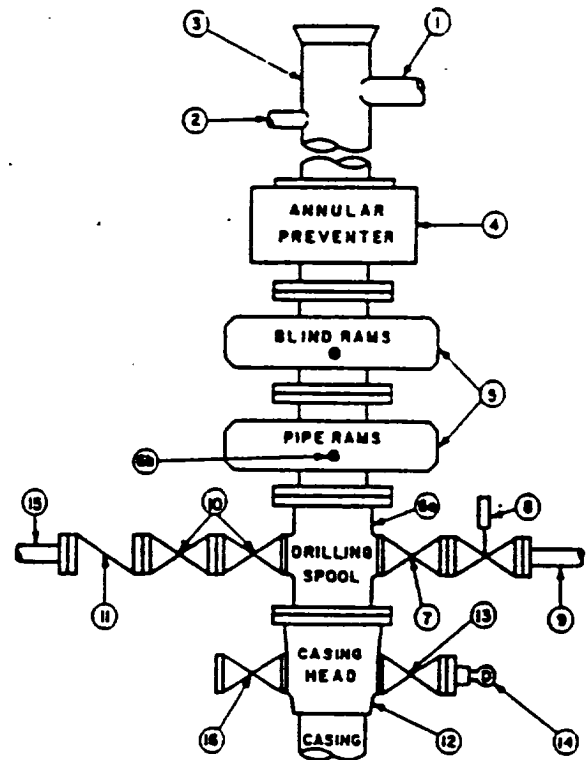 3
1
2
ANNULAR
PREVENTER
4
BLIND RAMS
5
PIPE RAMS
6b
6a
8
15
10
DRILLING
SPOOL
11
7
9
13
CASING
HEAD
16
12
14
CASING